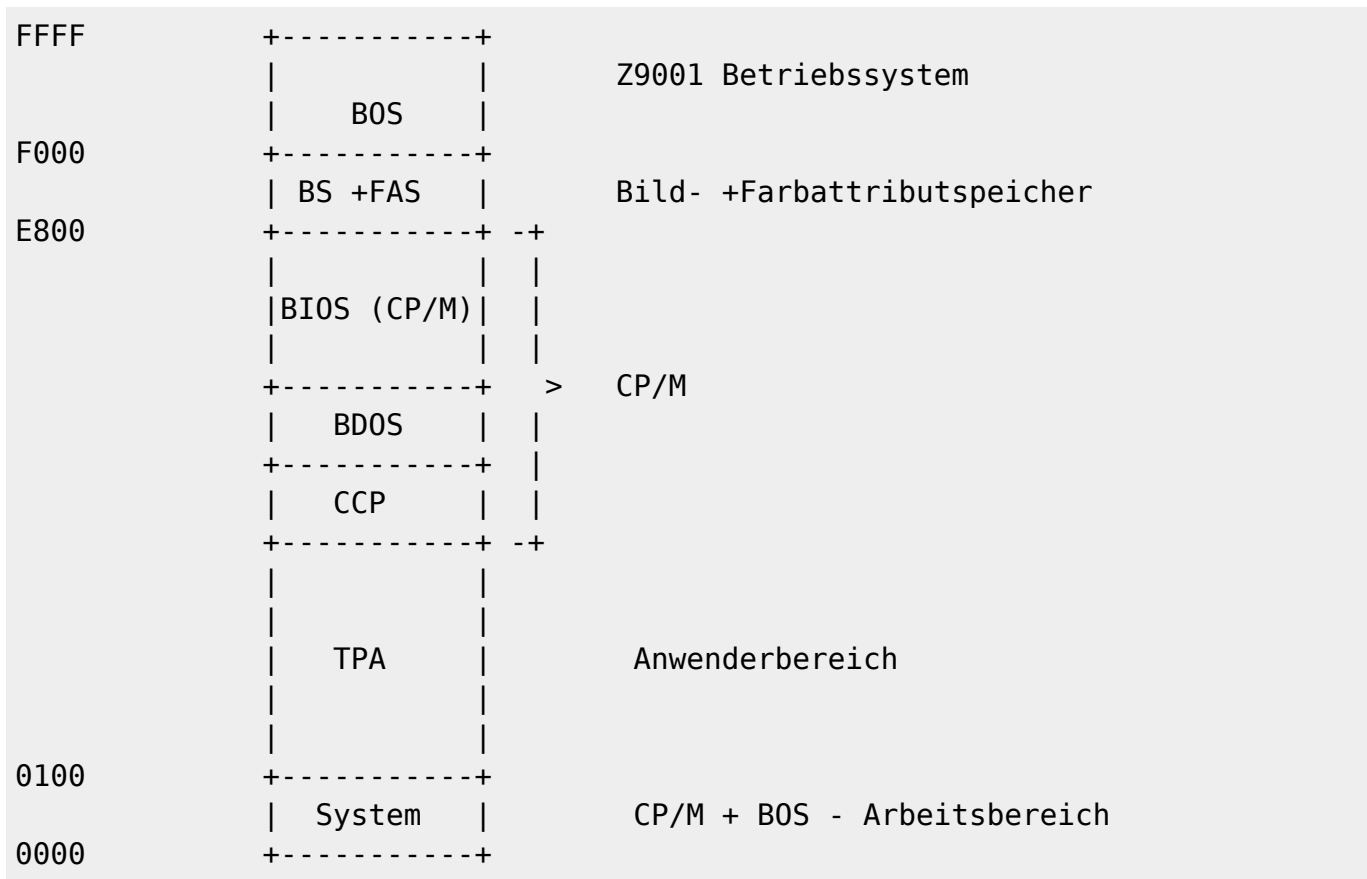 FFFF          +-----------+
              |           |       Z9001 Betriebssystem
              |    BOS    |
F000          +-----------+
              | BS +FAS   |       Bild- +Farbattributspeicher
E800          +-----------+ -+
              |           |  |
              |BIOS (CP/M)|  |
              |           |  |
              +-----------+   >   CP/M
              |   BDOS    |  |
              +-----------+  |
              |   CCP     |  |
              +-----------+ -+
              |           |
              |           |
              |   TPA     |        Anwenderbereich
              |           |
              |           |
0100          +-----------+
              |  System   |        CP/M + BOS - Arbeitsbereich
0000          +-----------+